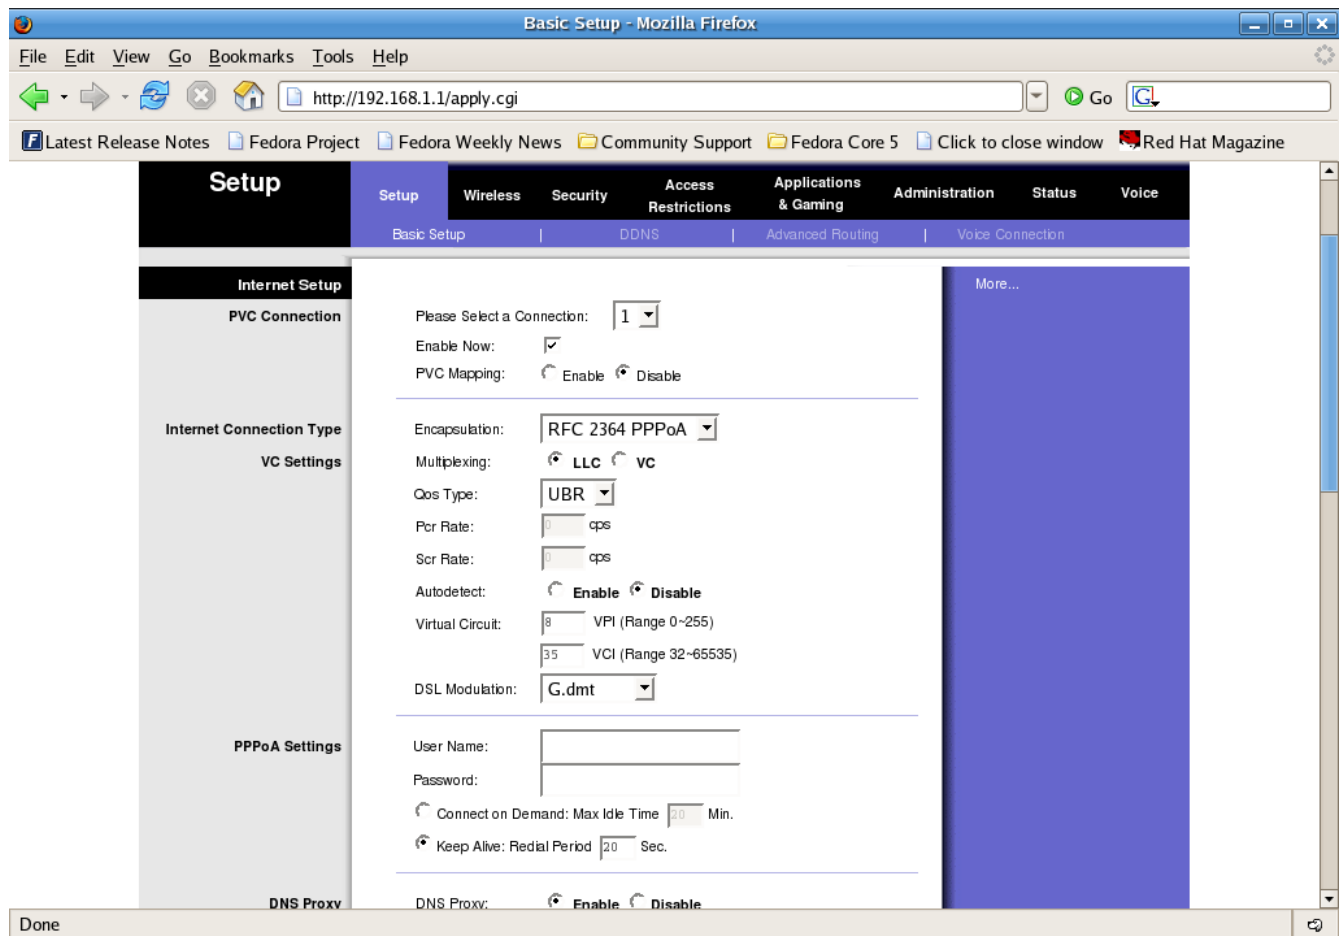 Basic Setup - Mozilla Firefox
File Edit View Go Bookmarks Tools Help
http://192.168.1.1/apply.cgi Go G
Latest Release Notes Fedora Project Fedora Weekly News Community Support Fedora Core 5 Click to close window Red Hat Magazine
Setup
Setup Wireless Security Access Restrictions Applications & Gaming Administration Status Voice
Basic Setup | DDNS | Advanced Routing | Voice Connection
Internet Setup
More...
PVC Connection
Please Select a Connection: 1
Enable Now:
PVC Mapping: Enable Disable
Internet Connection Type
Encapsulation: RFC 2364 PPPoA
VC Settings
Multiplexing: LLC VC
Qos Type: UBR
Pcr Rate: 0 cps
Scr Rate: 0 cps
Autodetect: Enable Disable
Virtual Circuit: 8 VPI (Range 0~255)
35 VCI (Range 32~65535)
DSL Modulation: G.dmt
PPPoA Settings
User Name:
Password:
Connect on Demand: Max Idle Time 20 Min.
Keep Alive: Redial Period 20 Sec.
DNS Proxy
DNS Proxy: Enable Disable
Done